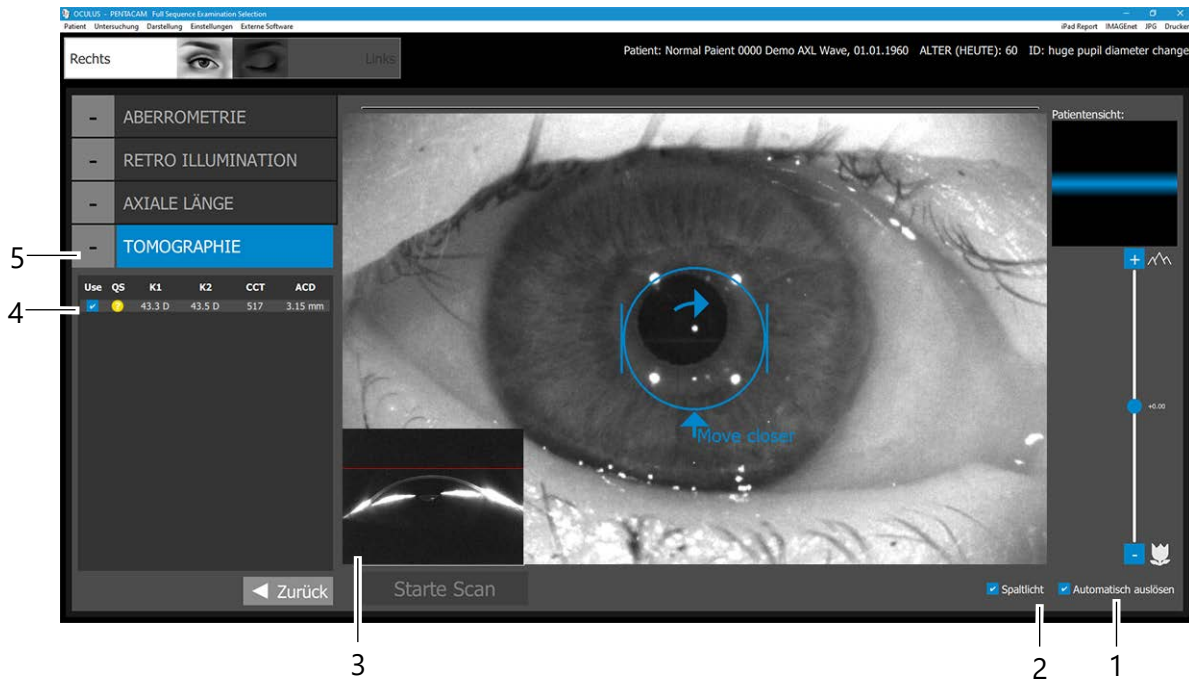 OCULUS - PENTACAM Full Sequence Examination Selection
Patient Untersuchung Darstellung Einstellungen Externe Software
iPad Report IMAGEnet JPG Drucken
Rechts
Links
Patient: Normal Paient 0000 Demo AXL Wave, 01.01.1960 ALTER (HEUTE): 60 ID: huge pupil diameter change
- ABERROMETRIE
- RETRO ILLUMINATION
- AXIALE LÄNGE
- TOMOGRAPHIE
Use QS K1 K2 CCT ACD
? 43.3 D 43.5 D 517 3.15 mm
Zurück
Move closer
Starte Scan
Patientensicht:
+
+0.00
-
Spaltlicht
Automatisch auslösen
5
4
3
2
1